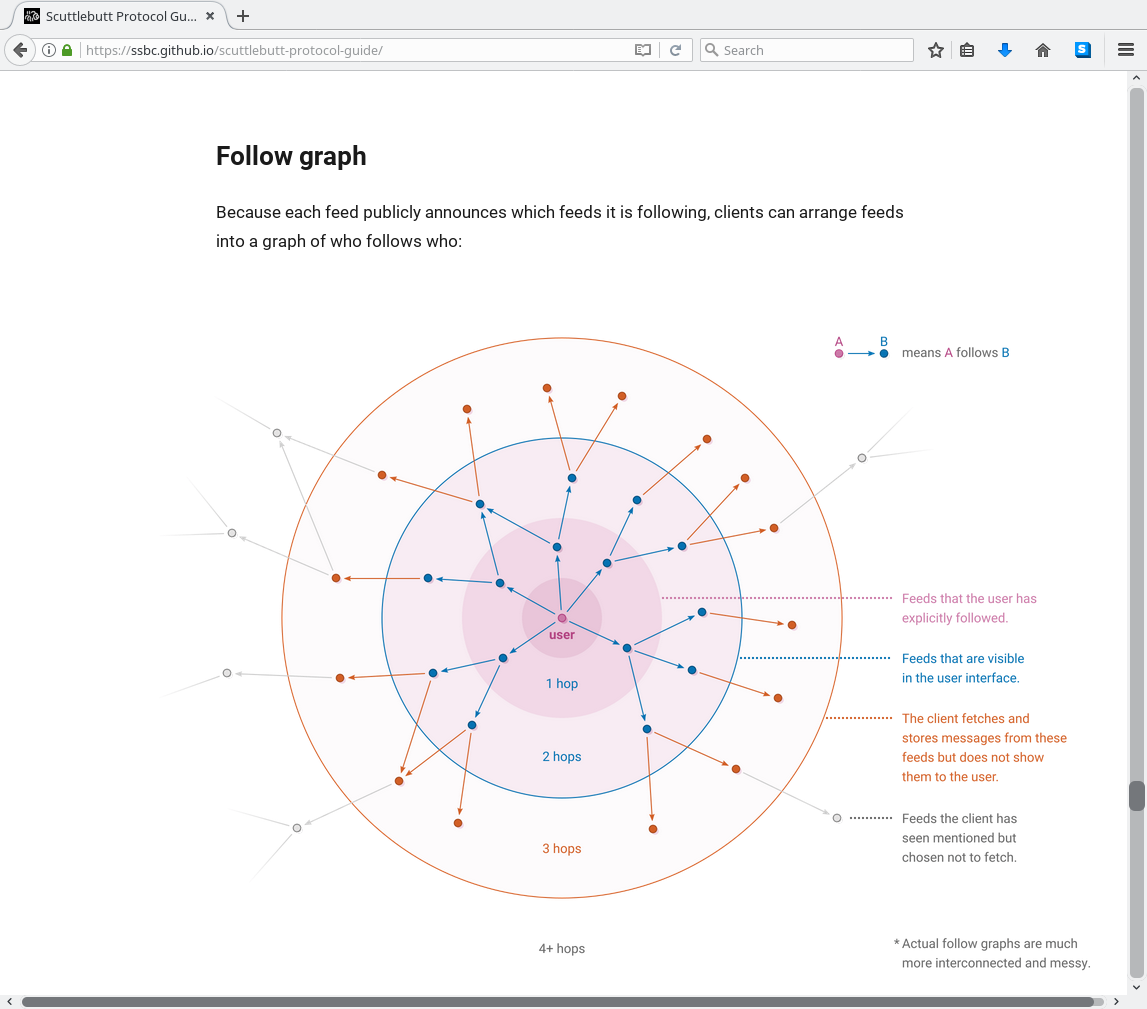 Scuttlebutt Protocol Gu...
https://ssbc.github.io/scuttlebutt-protocol-guide/
Search
S
Follow graph
Because each feed publicly announces which feeds it is following, clients can arrange feeds
into a graph of who follows who:
A B
means A follows B
user
1 hop
2 hops
3 hops
4+ hops
Feeds that the user has
explicitly followed.
Feeds that are visible
in the user interface.
The client fetches and
stores messages from these
feeds but does not show
them to the user.
Feeds the client has
seen mentioned but
chosen not to fetch.
* Actual follow graphs are much
more interconnected and messy.